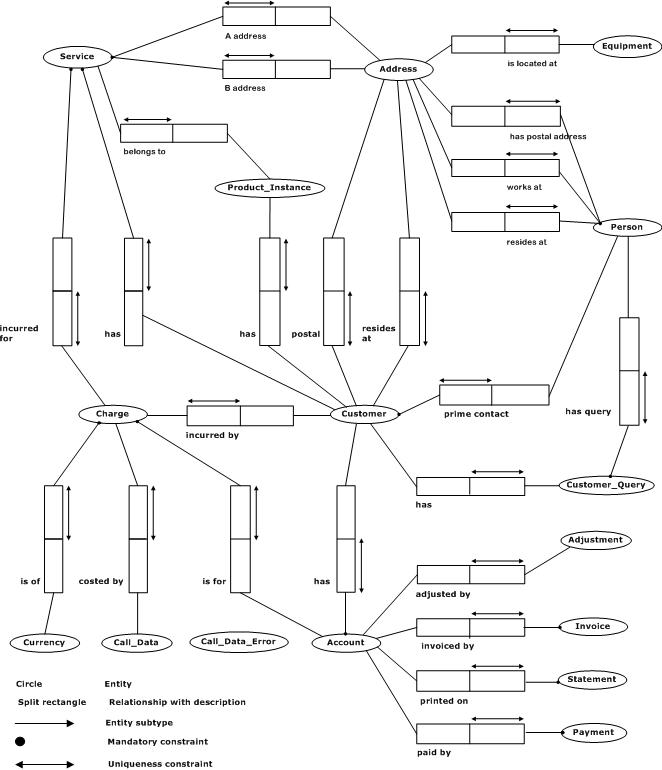 A address
Service
Address
Equipment
is located at
B address
has postal address
belongs to
works at
Product_Instance
Person
resides at
incurred
for
has
has
postal
resides
at
Charge
Customer
prime contact
has query
incurred by
Customer_Query
has
Adjustment
is of
costed by
is for
has
adjusted by
Invoice
Currency
Call_Data
Call_Data_Error
Account
invoiced by
Statement
Circle
Entity
Split rectangle
Relationship with description
printed on
Entity subtype
Payment
Mandatory constraint
paid by
Uniqueness constraint